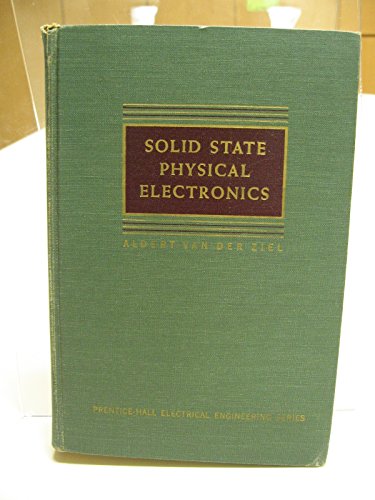 SOLID STATE
PHYSICAL
ELECTRONICS
ALDERT VAN DER ZIEL
PRENTICE-HALL ELECTRICAL ENGINEERING SERIES